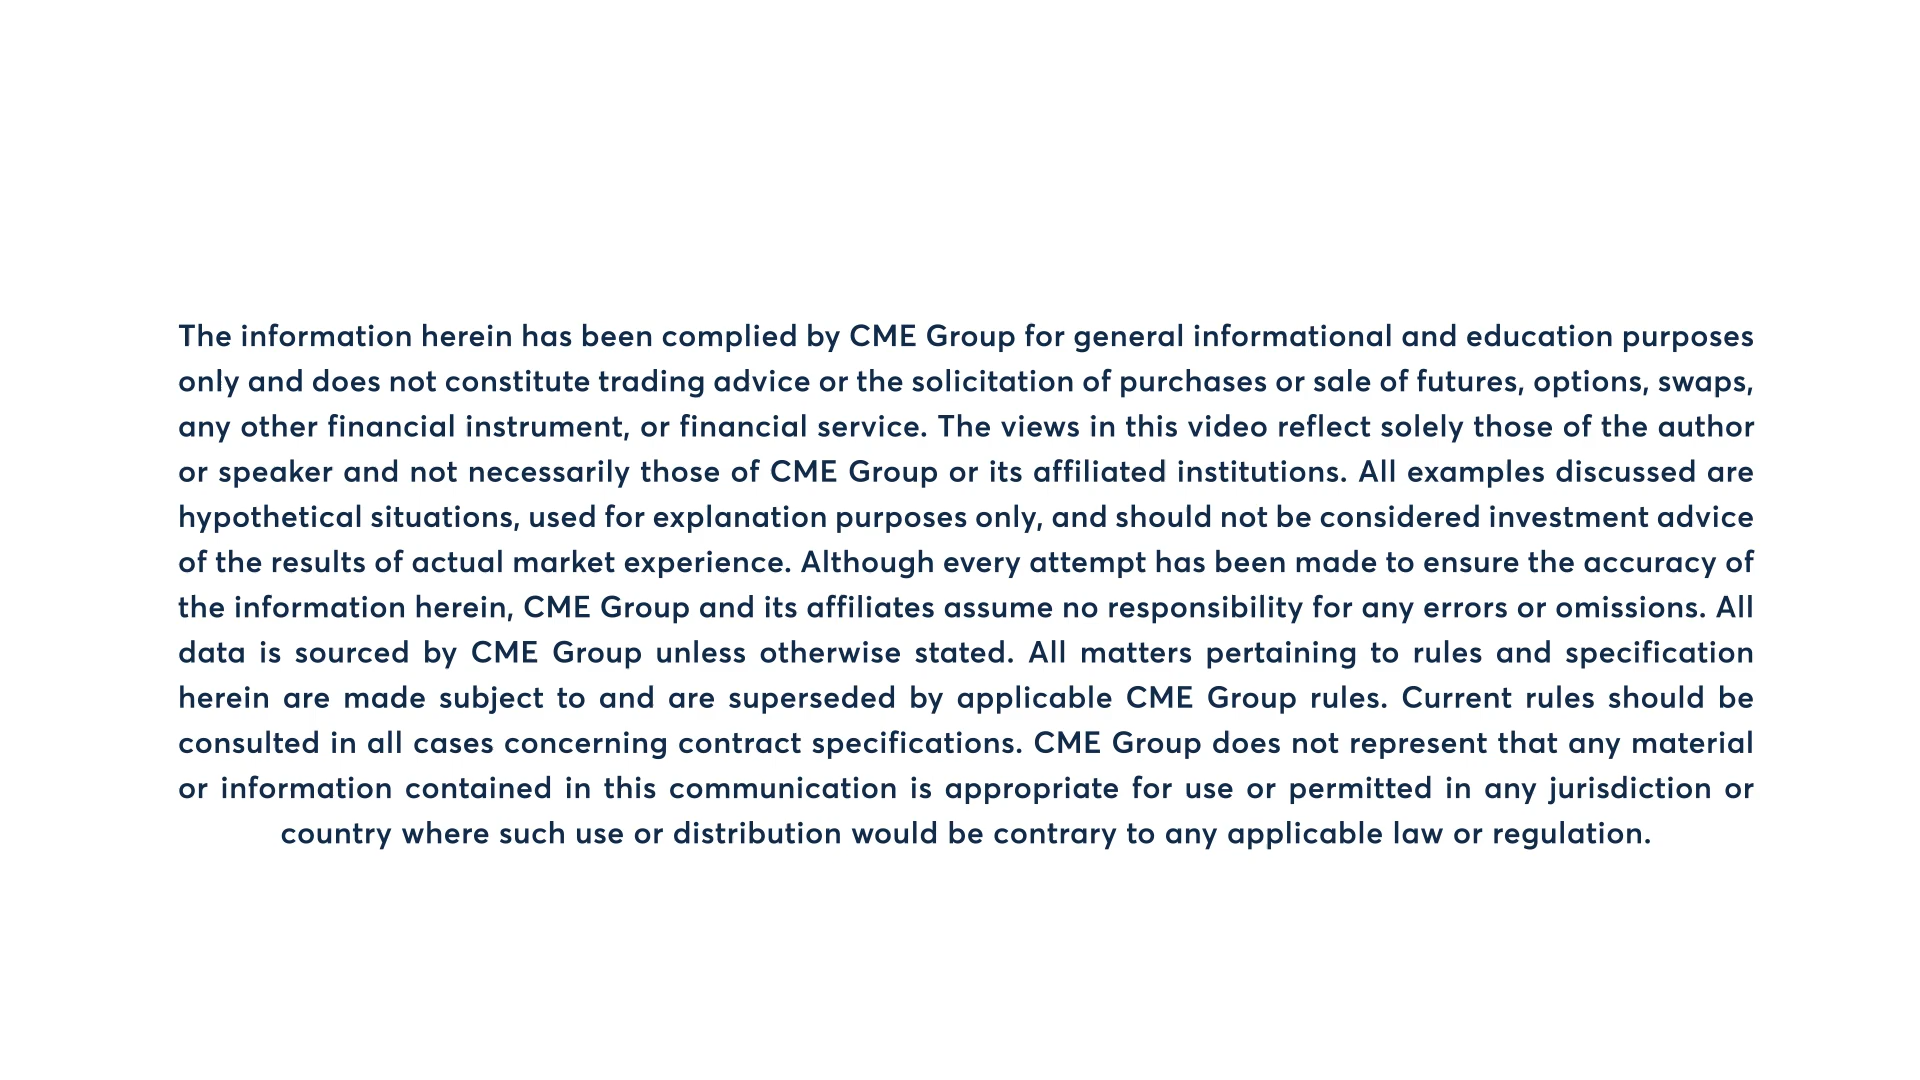 The information herein has been complied by CME Group for general informational and education purposes
only and does not constitute trading advice or the solicitation of purchases or sale of futures, options, swaps,
any other financial instrument, or financial service. The views in this video reflect solely those of the author
or speaker and not necessarily those of CME Group or its affiliated institutions. All examples discussed are
hypothetical situations, used for explanation purposes only, and should not be considered investment advice
of the results of actual market experience. Although every attempt has been made to ensure the accuracy of
the information herein, CME Group and its affiliates assume no responsibility for any errors or omissions. All
data is sourced by CME Group unless otherwise stated. All matters pertaining to rules and specification
herein are made subject to and are superseded by applicable CME Group rules. Current rules should be
consulted in all cases concerning contract specifications. CME Group does not represent that any material
or information contained in this communication is appropriate for use or permitted in any jurisdiction or
country where such use or distribution would be contrary to any applicable law or regulation.